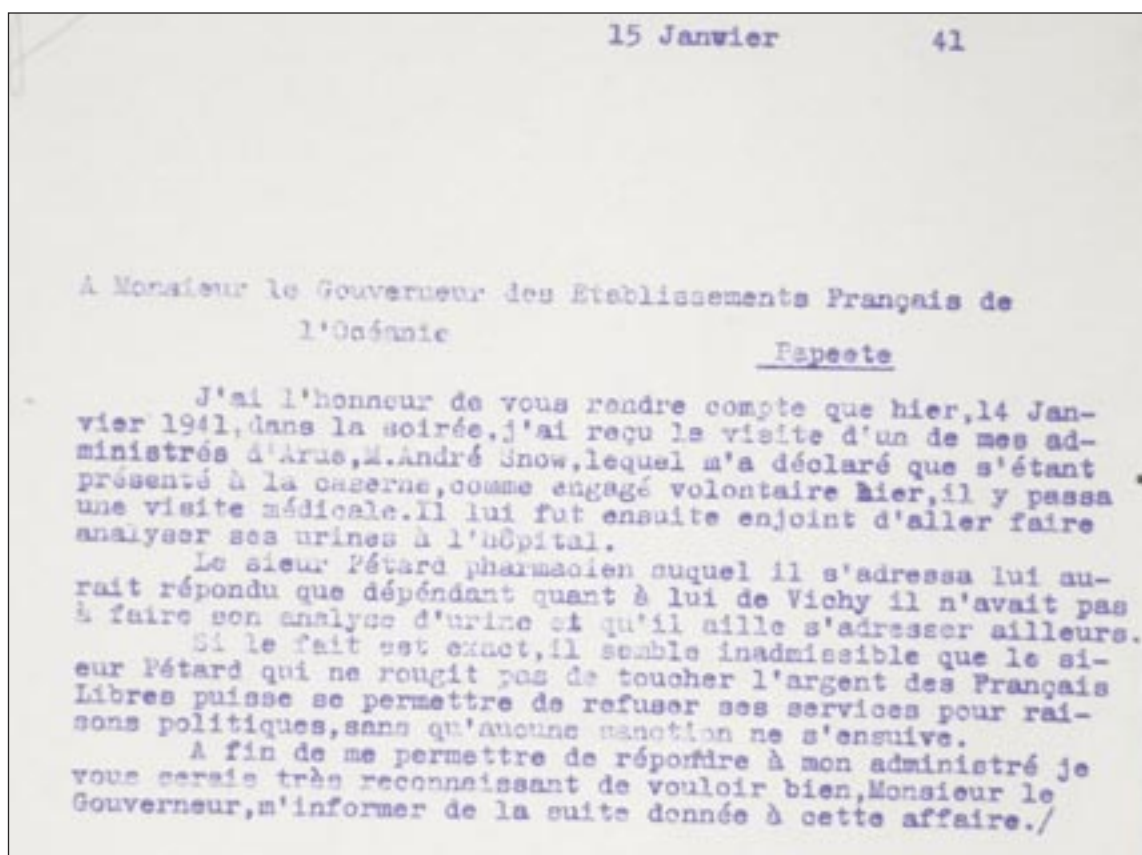 15 Janvier 41
A Monsieur le Gouverneur des Etablissements Français de
l'Océanie
Papeete
J'ai l'honneur de vous rendre compte que hier,14 Jan-
vier 1941,dans la soirée,j'ai reçu la visite d'un de mes ad-
ministrés d'Arue,M.André Snow,lequel m'a déclaré que s'étant
présenté à la caserne,comme engagé volontaire hier,il y passa
une visite médicale.Il lui fut ensuite enjoint d'aller faire
analyser ses urines à l'hôpital.
Le sieur Pétard pharmacien auquel il s'adressa lui au-
rait répondu que dépéndant quant à lui de Vichy il n'avait pas
à faire son analyse d'urine et qu'il aille s'adresser ailleurs.
Si le fait est exact,il semble inadmissible que le si-
eur Pétard qui ne rougit pas de toucher l'argent des Français
Libres puisse se permettre de refuser ses services pour rai-
sons politiques,sans qu'aucune sanction ne s'ensuive.
A fin de me permettre de répondre à mon administré je
vous serais très reconnaissant de vouloir bien,Monsieur le
Gouverneur,m'informer de la suite donnée à cette affaire./